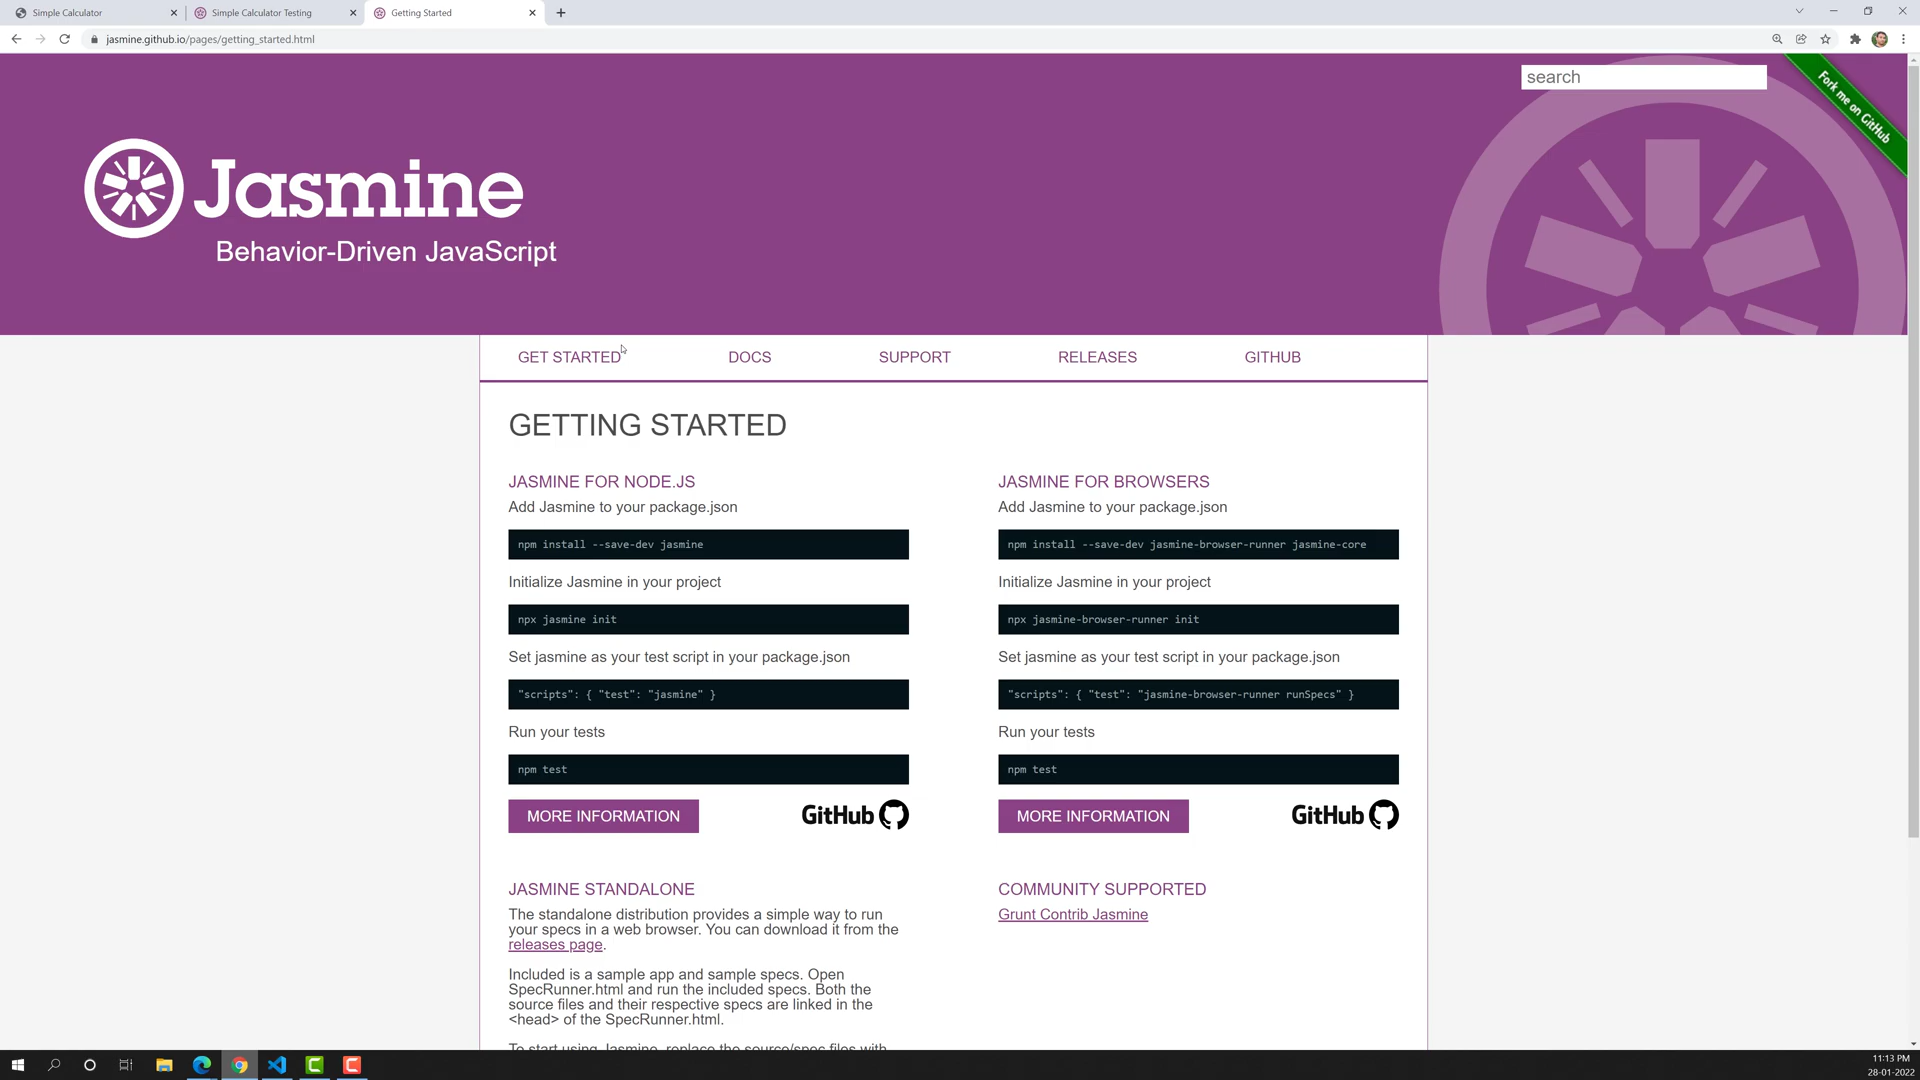 Simple Calculator
Simple Calculator Testing
Getting Started
jasmine.github.io/pages/getting_started.html
search
Fork me on GitHub
Jasmine
Behavior-Driven JavaScript
GET STARTED
DOCS
SUPPORT
RELEASES
GITHUB
GETTING STARTED
JASMINE FOR NODE.JS
Add Jasmine to your package.json
npm install --save-dev jasmine
Initialize Jasmine in your project
npx jasmine init
Set jasmine as your test script in your package.json
"scripts": { "test": "jasmine" }
Run your tests
npm test
MORE INFORMATION
GitHub
JASMINE FOR BROWSERS
Add Jasmine to your package.json
npm install --save-dev jasmine-browser-runner jasmine-core
Initialize Jasmine in your project
npx jasmine-browser-runner init
Set jasmine as your test script in your package.json
"scripts": { "test": "jasmine-browser-runner runSpecs" }
Run your tests
npm test
MORE INFORMATION
GitHub
JASMINE STANDALONE
The standalone distribution provides a simple way to run
your specs in a web browser. You can download it from the
releases page.
Included is a sample app and sample specs. Open
SpecRunner.html and run the included specs. Both the
source files and their respective specs are linked in the
<head> of the SpecRunner.html.
To start using Jasmine, replace the source/spec files with
COMMUNITY SUPPORTED
Grunt Contrib Jasmine
11:13 PM
28-01-2022